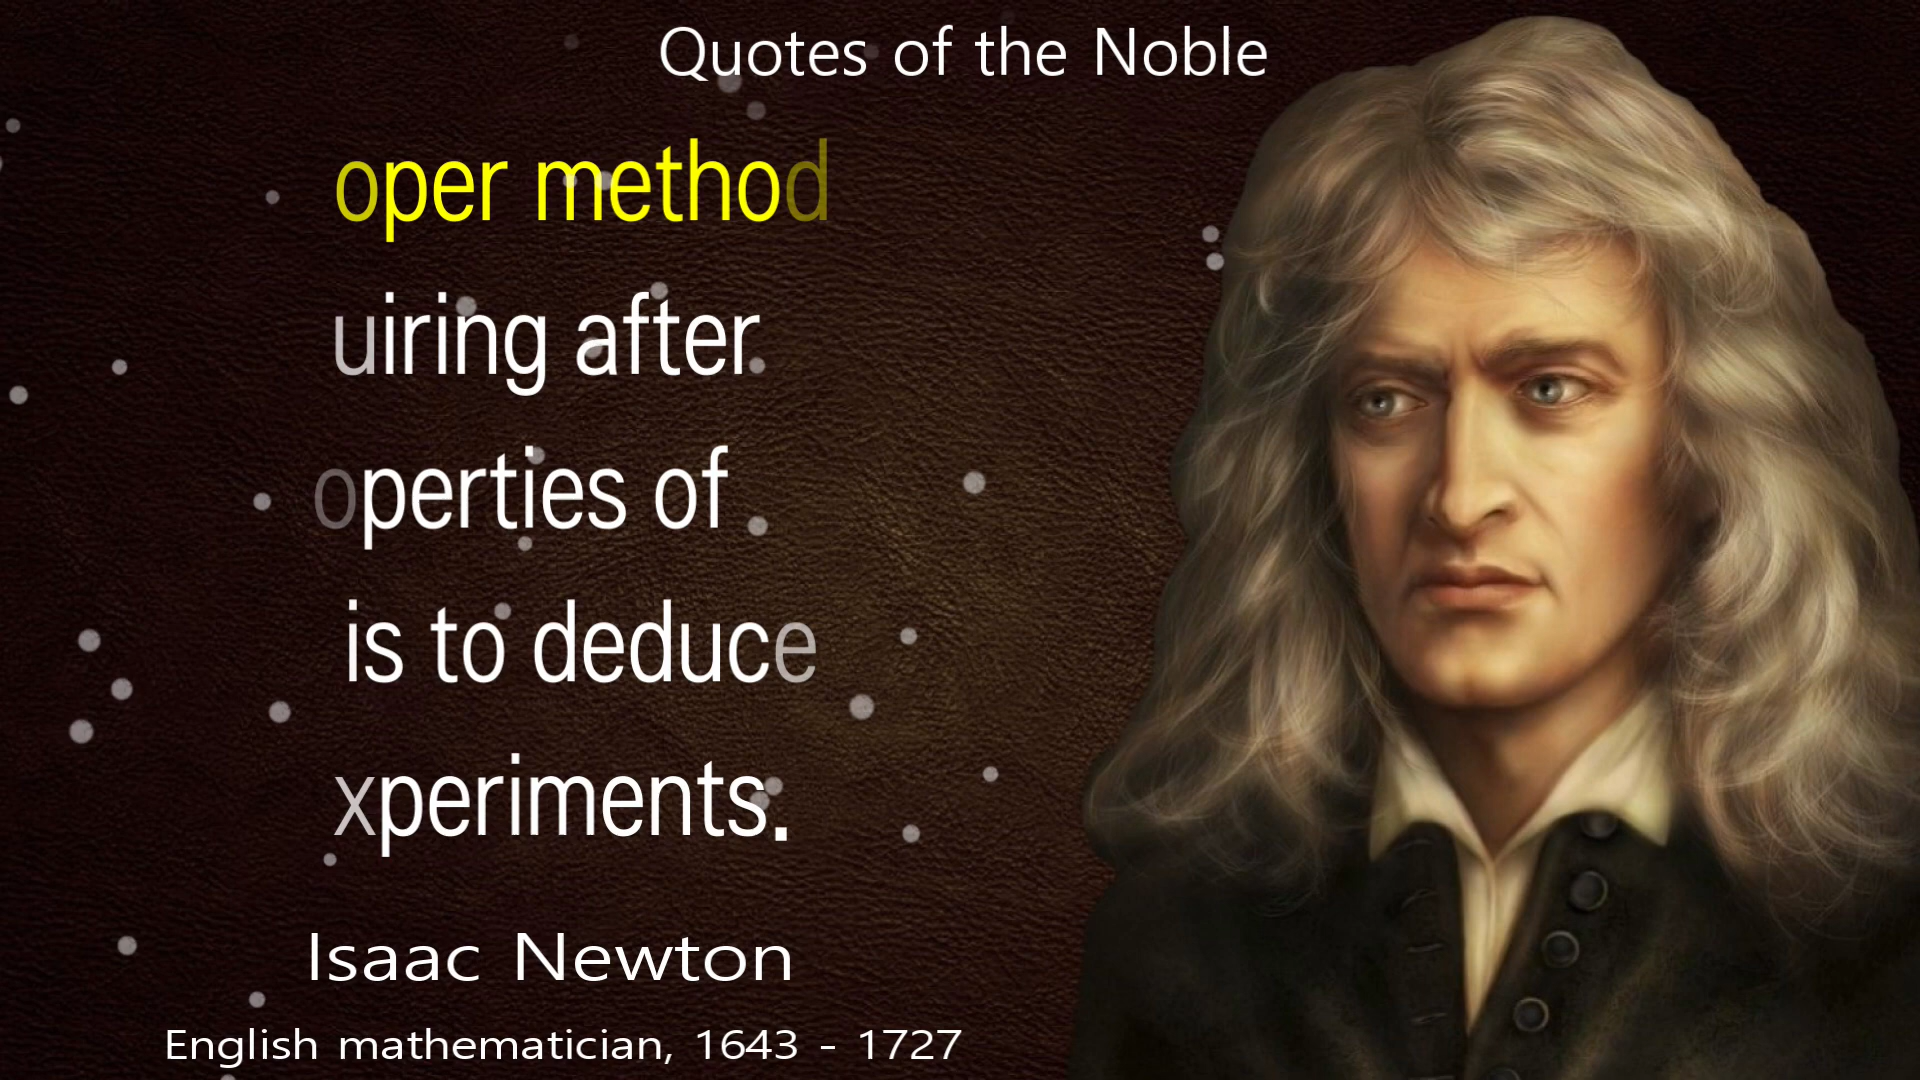 Quotes of the Noble
oper method
uiring after
operties of
is to deduce
xperiments.
Isaac Newton
English mathematician, 1643 - 1727